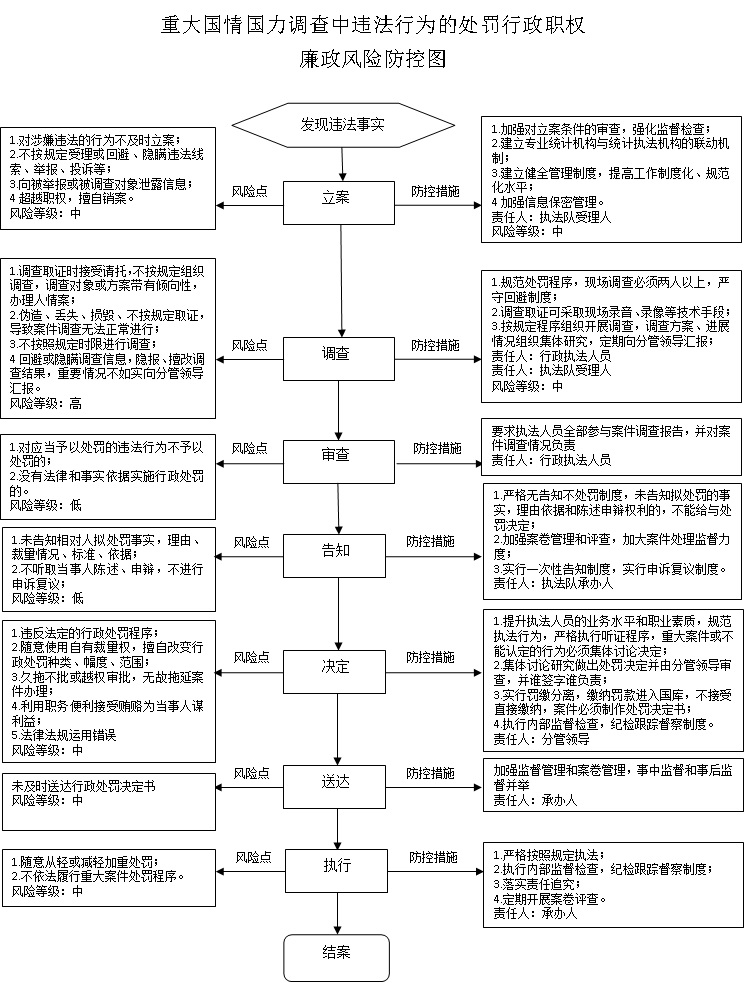 重大国情国力调查中违法行为的处罚行政职权
廉政风险防控图
发现违法事实
1.对涉嫌违法的行为不及时立案；
2.不按规定受理或回避、隐瞒违法线
索、举报、投诉等；
3.向被举报或被调查对象泄露信息；
4 超越职权，擅自销案。
风险等级：中
风险点
立案
防控措施
1.加强对立案条件的审查，强化监督检查；
2.建立专业统计机构与统计执法机构的联动机
制；
3.建立健全管理制度，提高工作制度化、规范
化水平；
4 加强信息保密管理。
责任人：执法队受理人
风险等级：中
1.调查取证时接受请托，不按规定组织
调查，调查对象或方案带有倾向性，
办理人情案；
2.伪造、丢失、损毁、不按规定取证，
导致案件调查无法正常进行；
3.不按照规定时限进行调查；
4 回避或隐瞒调查信息，隐报、擅改调
查结果，重要情况不如实向分管领导
汇报。
风险等级：高
风险点
调查
防控措施
1.规范处罚程序，现场调查必须两人以上，严
守回避制度；
2.调查取证可采取现场录音、录像等技术手段；
3.按规定程序组织开展调查，调查方案、进展
情况组织集体研究，定期向分管领导汇报；
责任人：行政执法人员
责任人：执法队受理人
风险等级：中
1.对应当予以处罚的违法行为不予以
处罚的；
2.没有法律和事实依据实施行政处罚
的。
风险等级：低
风险点
审查
防控措施
要求执法人员全部参与案件调查报告，并对案
件调查情况负责
责任人：行政执法人员
1.未告知相对人拟处罚事实，理由、
裁量情况、标准、依据；
2.不听取当事人陈述、申辩，不进行
申诉复议；
风险等级：低
风险点
告知
防控措施
1.严格无告知不处罚制度，未告知拟处罚的事
实，理由依据和陈述申辩权利的，不能给与处
罚决定；
2.加强案卷管理和评查，加大案件处理监督力
度；
3.实行一次性告知制度，实行申诉复议制度。
责任人：执法队承办人
1.违反法定的行政处罚程序；
2.随意使用自有裁量权，擅自改变行
政处罚种类、幅度、范围；
3.欠拖不批或越权审批，无故拖延案
件办理；
4.利用职务便利接受贿赂为当事人谋
利益；
5.法律法规运用错误
风险等级：中
风险点
决定
防控措施
1.提升执法人员的业务水平和职业素质，规范
执法行为，严格执行听证程序，重大案件或不
能认定的行为必须集体讨论决定；
2.集体讨论研究做出处罚决定并由分管领导审
查，并谁签字谁负责；
3.实行罚缴分离，缴纳罚款进入国库，不接受
直接缴纳，案件必须制作处罚决定书；
4.执行内部监督检查，纪检跟踪督察制度。
责任人：分管领导
未及时送达行政处罚决定书
风险等级：中
风险点
送达
防控措施
加强监督管理和案卷管理，事中监督和事后监
督并举
责任人：承办人
1.随意从轻或减轻加重处罚；
2.不依法履行重大案件处罚程序。
风险等级：中
风险点
执行
防控措施
1.严格按照规定执法；
2.执行内部监督检查，纪检跟踪督察制度；
3.落实责任追究；
4.定期开展案卷评查。
责任人：承办人
结案